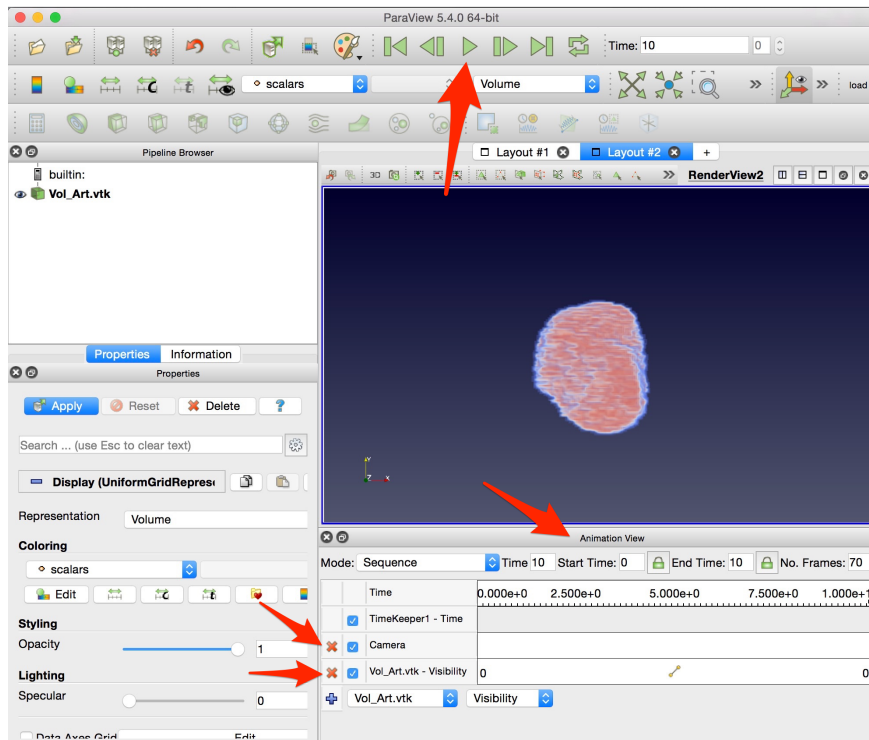 ParaView 5.4.0 64-bit
Time: 10 0
scalars Volume load
3D
Pipeline Browser
Layout #1 Layout #2 +
builtin:
Vol_Art.vtk
RenderView2
Properties Information
Properties
Apply Reset Delete ?
Search ... (use Esc to clear text)
Display (UniformGridRepres
Representation Volume
Coloring
scalars
Edit
Styling
Opacity 1
Lighting
Specular 0
Data Axes Grid Edit
Y
Z X
Animation View
Mode: Sequence Time 10 Start Time: 0 End Time: 10 No. Frames: 70
Time 0.000e+0 2.500e+0 5.000e+0 7.500e+0 1.000e+1
TimeKeeper1 - Time
Camera
Vol_Art.vtk - Visibility 0 0
Vol_Art.vtk Visibility